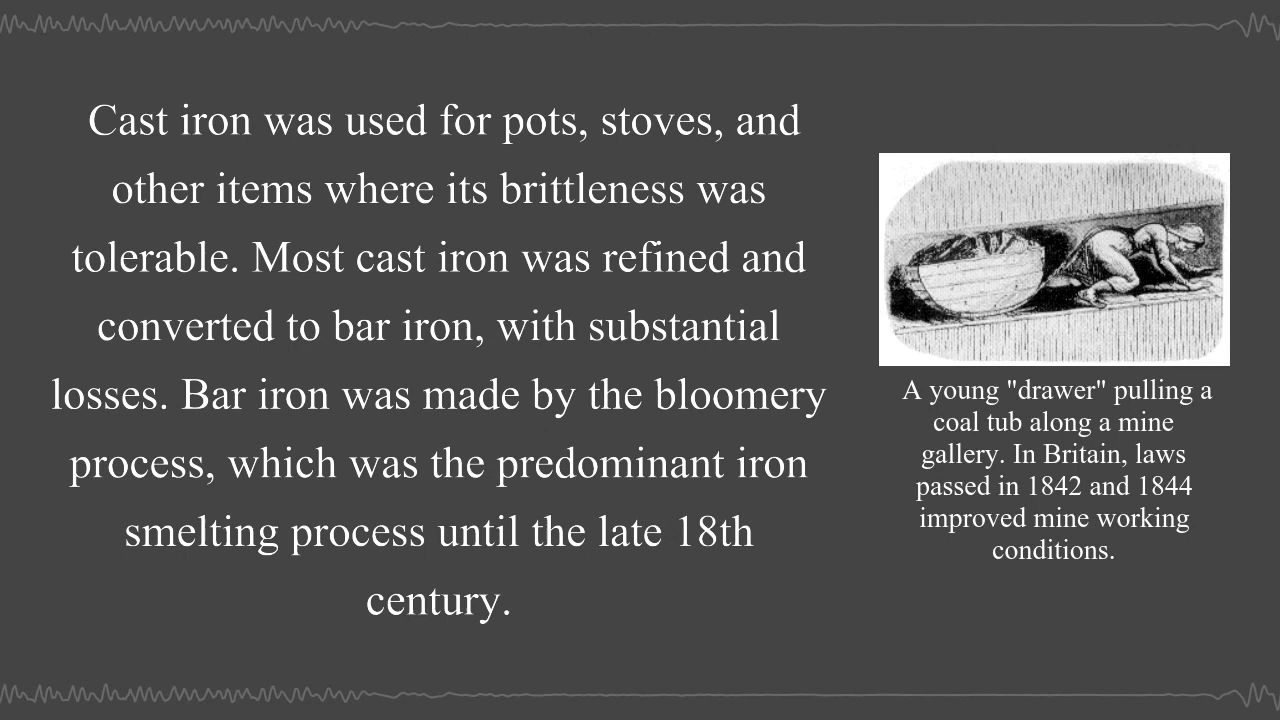 Cast iron was used for pots, stoves, and
other items where its brittleness was
tolerable. Most cast iron was refined and
converted to bar iron, with substantial
losses. Bar iron was made by the bloomery
process, which was the predominant iron
smelting process until the late 18th
century.
A young "drawer" pulling a
coal tub along a mine
gallery. In Britain, laws
passed in 1842 and 1844
improved mine working
conditions.